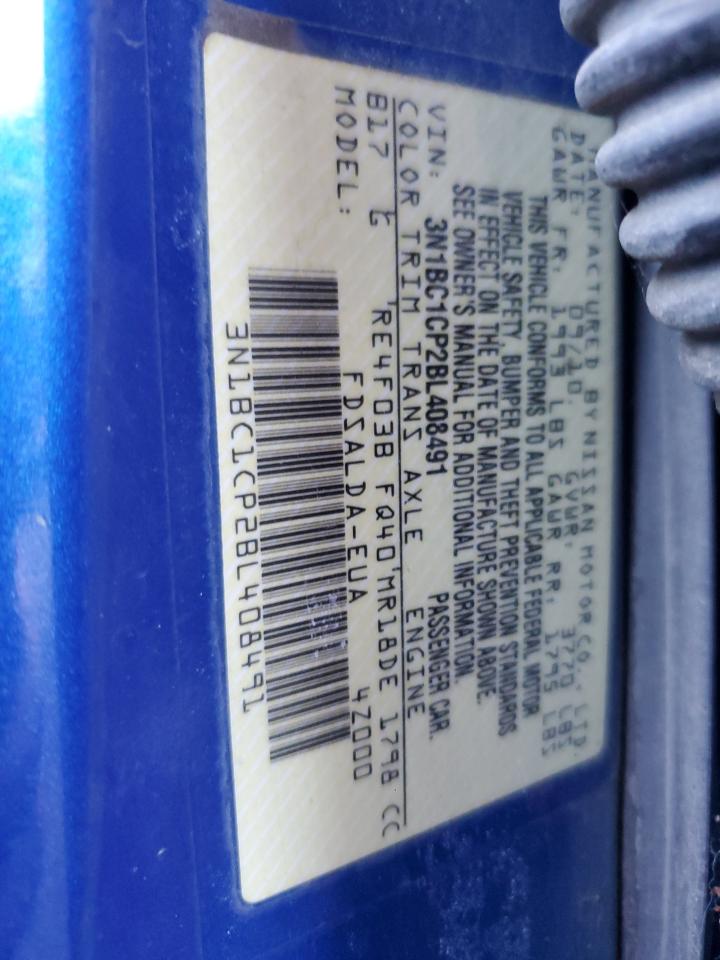 MANUFACTURED BY NISSAN MOTOR CO., LTD.
DATE: 09/10. GVWR: 3770 LBS
GAWR FR: 1993 LBS GAWR RR: 1795 LBS
THIS VEHICLE CONFORMS TO ALL APPLICABLE FEDERAL MOTOR
VEHICLE SAFETY, BUMPER AND THEFT PREVENTION STANDARDS
IN EFFECT ON THE DATE OF MANUFACTURE SHOWN ABOVE.
SEE OWNER'S MANUAL FOR ADDITIONAL INFORMATION.
VIN: 3N1BC1CP2BL408491 PASSENGER CAR.
COLOR TRIM TRANS AXLE ENGINE
B17 G RE4F03B FQ40 MR18DE 1798 CC
MODEL: FDSALDA-EUA 4Z000
3N1BC1CP2BL408491